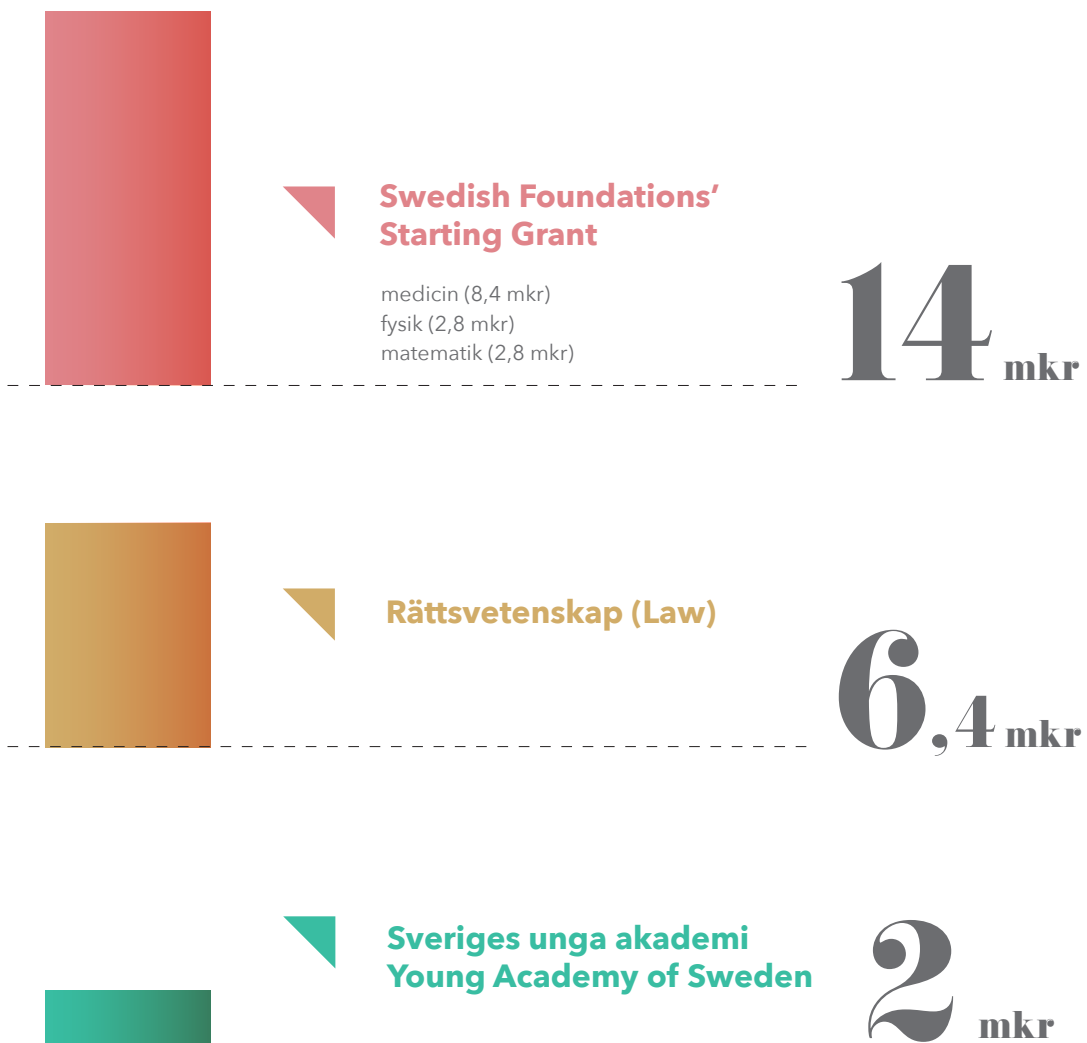 Swedish Foundations’
Starting Grant
medicin (8,4 mkr)
fysik (2,8 mkr)
matematik (2,8 mkr)
14 mkr
Rättsvetenskap (Law)
6,4 mkr
Sveriges unga akademi
Young Academy of Sweden
2 mkr